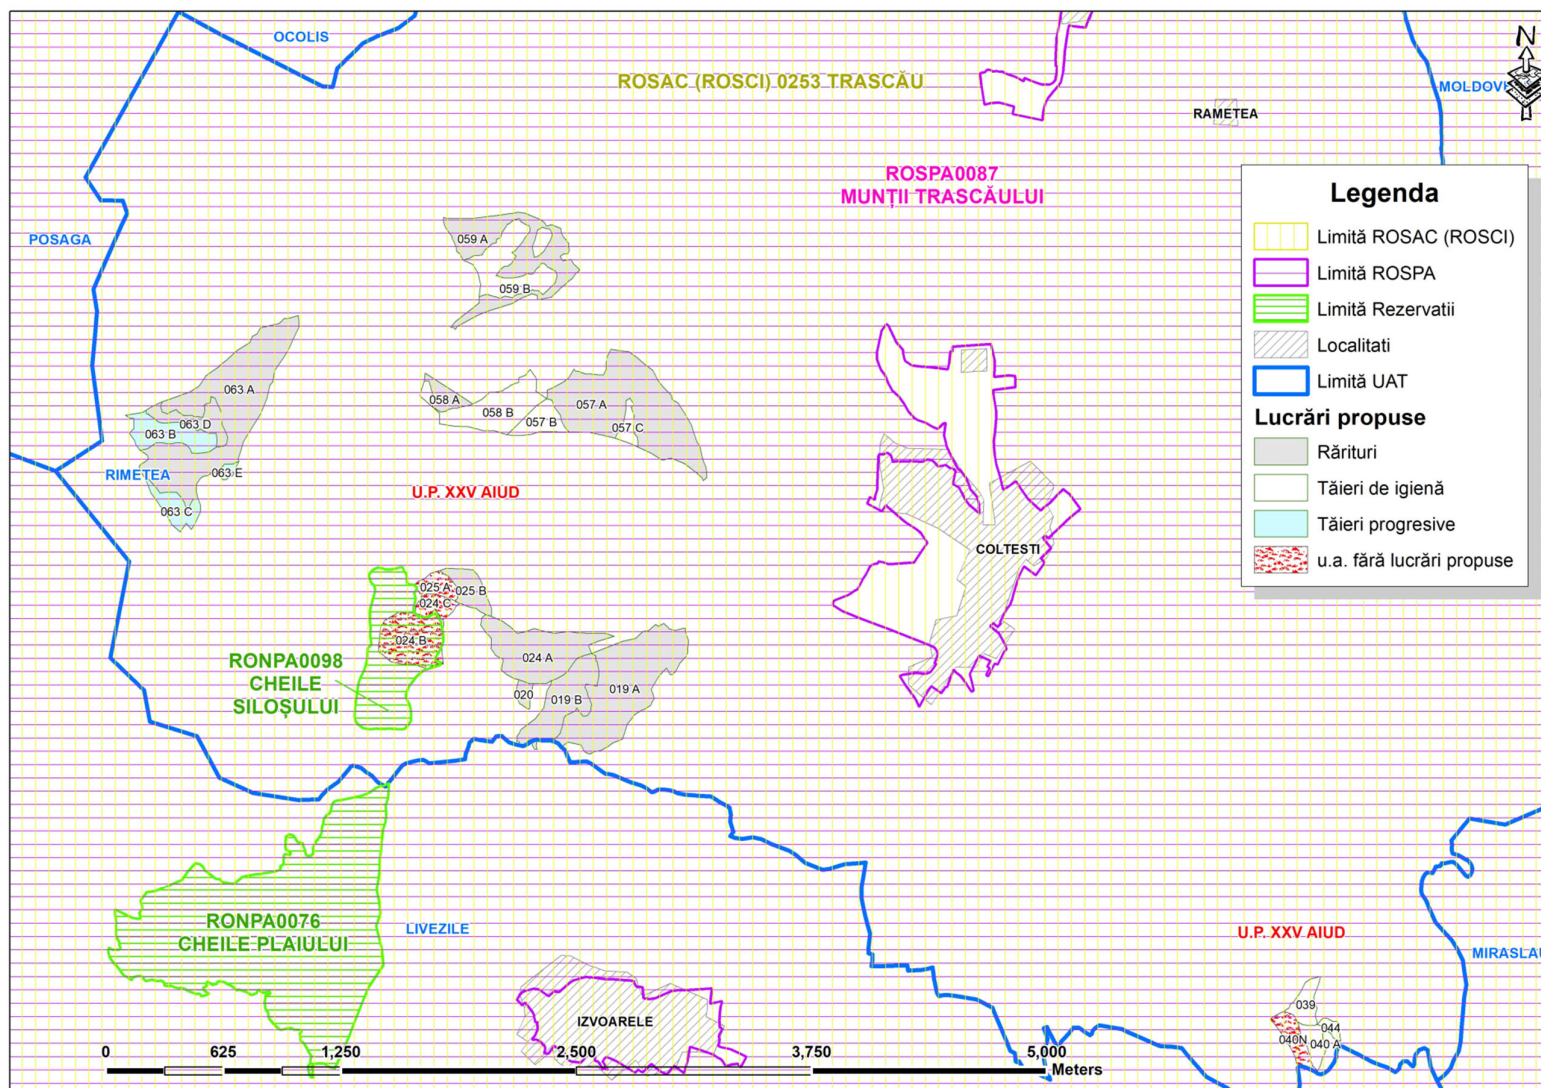 OCOLIS
N
ROSAC (ROSCI) 0253 TRASCĂU
MOLDOV
RAMETEA
ROSPA0087
MUNȚII TRASCĂULUI
POSAGA
Legenda
Limită ROSAC (ROSCI)
Limită ROSPA
Limită Rezervatii
Localitati
Limită UAT
Lucrări propuse
Rărituri
Tăieri de igienă
Tăieri progresive
u.a. fără lucrări propuse
059 A
059 B
063 A
063 D
063 B
063 E
063 C
RIMETEA
058 A
058 B
057 A
057 B
057 C
U.P. XXV AIUD
COLTESTI
025 A
025 B
024 C
024 B
024 A
020
019 B
019 A
RONPA0098
CHEILE
SILOȘULUI
RONPA0076
CHEILE PLAIULUI
LIVEZILE
U.P. XXV AIUD
MIRASLAU
IZVOARELE
039
044
040N
040 A
0
625
1,250
2,500
3,750
5,000
Meters